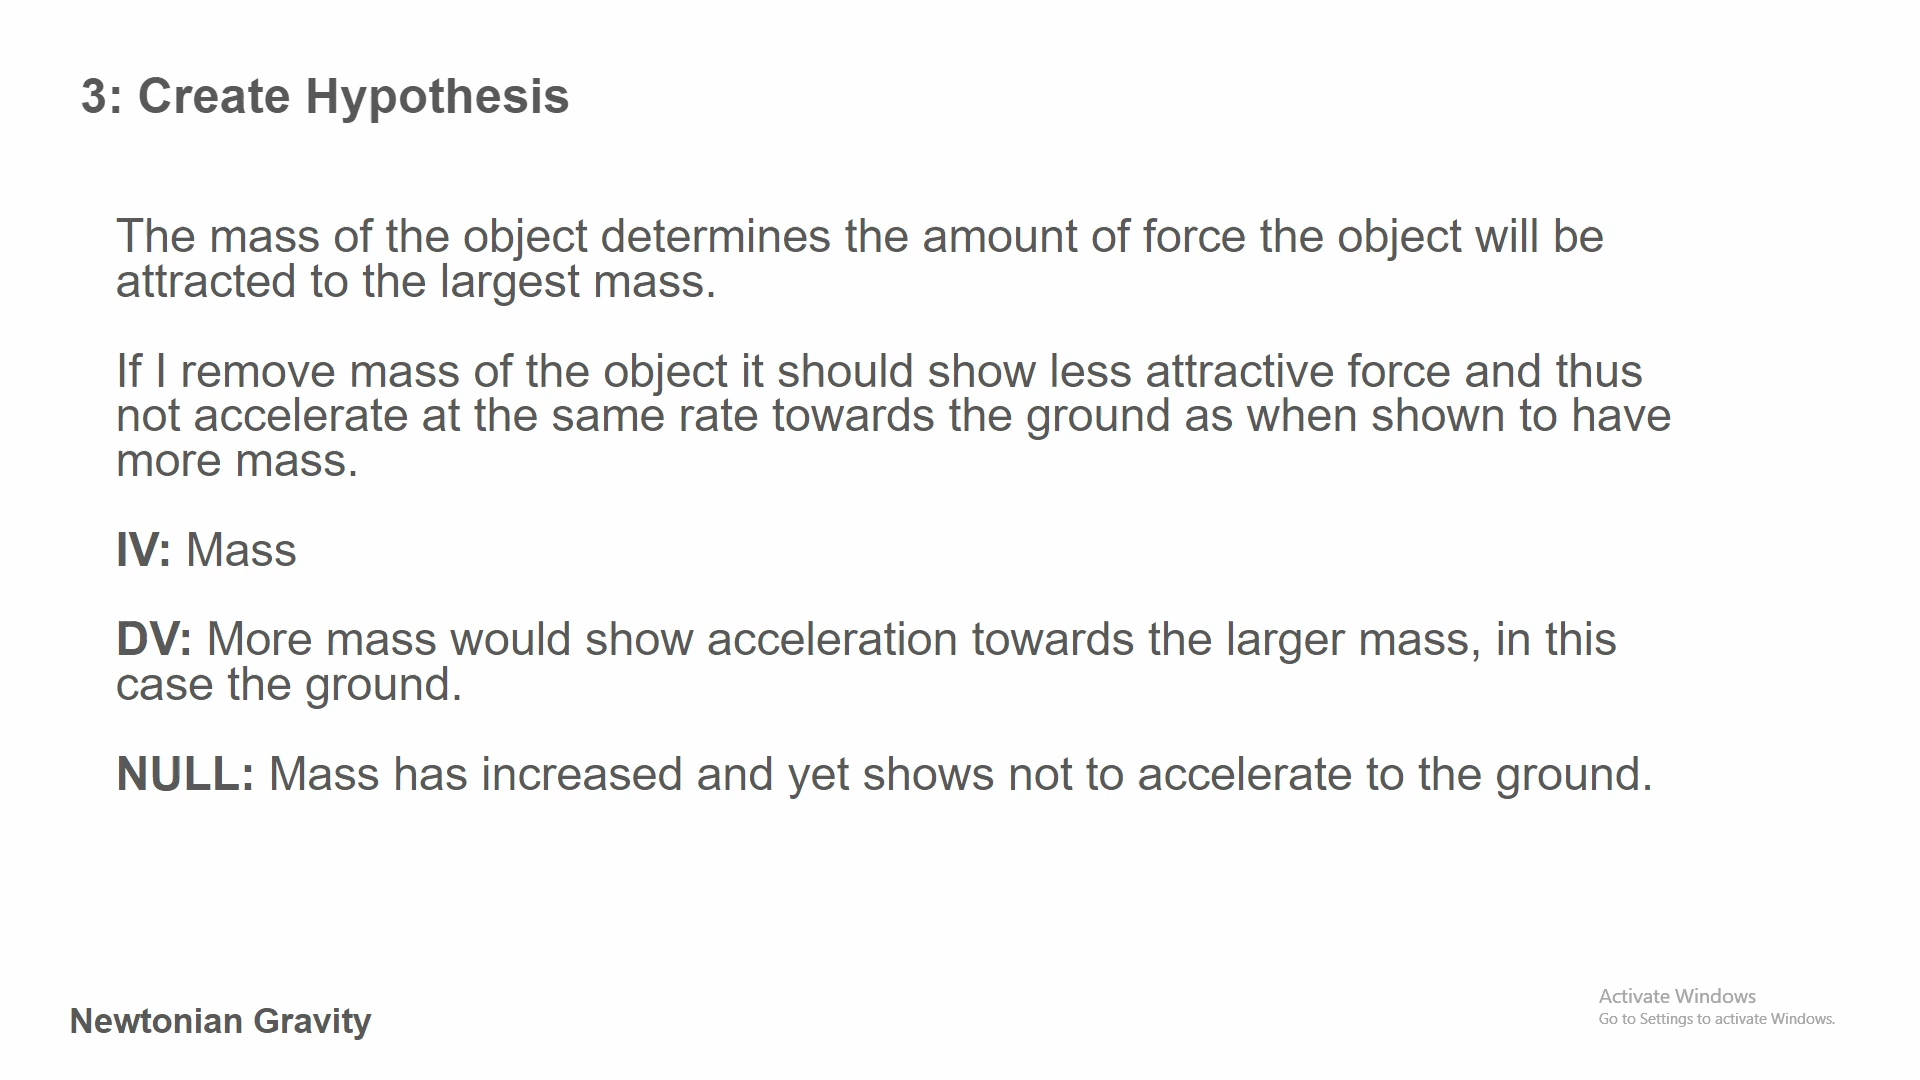 3: Create Hypothesis
The mass of the object determines the amount of force the object will be
attracted to the largest mass.
If I remove mass of the object it should show less attractive force and thus
not accelerate at the same rate towards the ground as when shown to have
more mass.
IV: Mass
DV: More mass would show acceleration towards the larger mass, in this
case the ground.
NULL: Mass has increased and yet shows not to accelerate to the ground.
Newtonian Gravity
Activate Windows
Go to Settings to activate Windows.